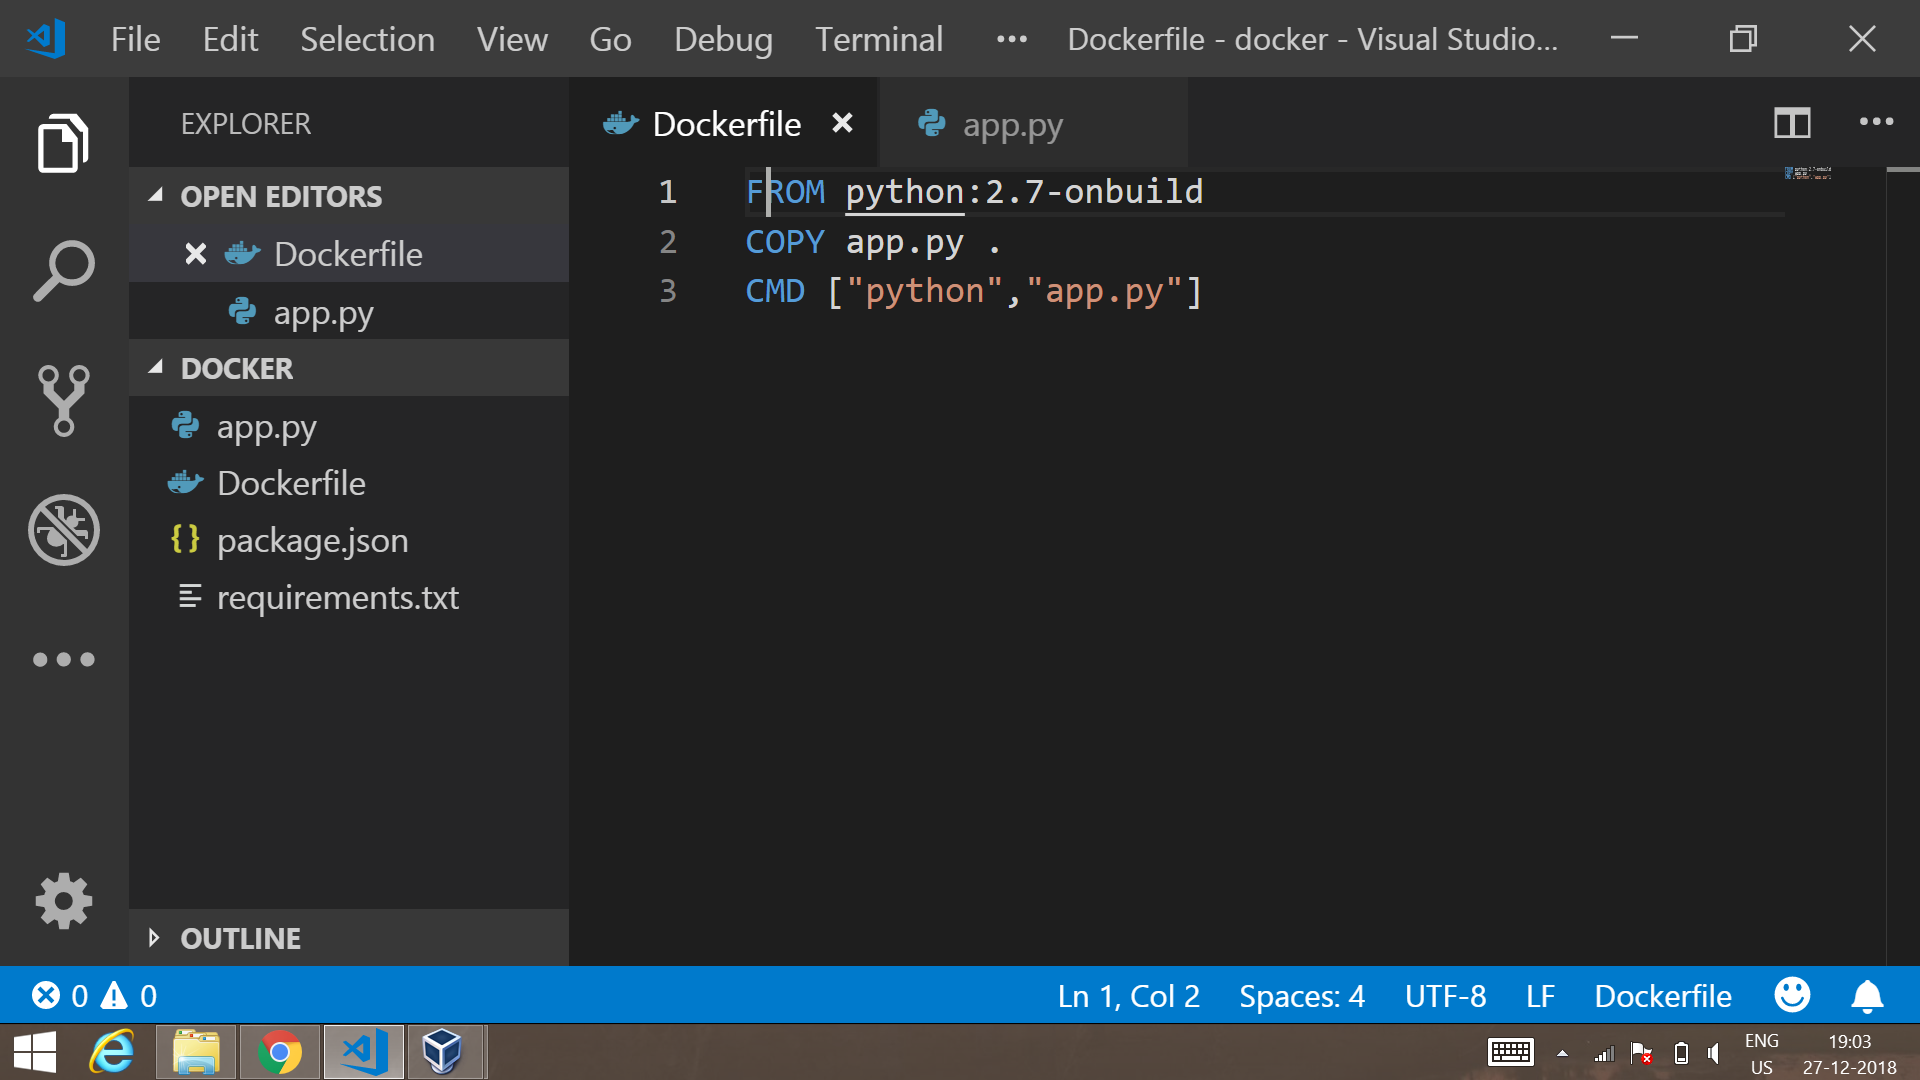 File Edit Selection View Go Debug Terminal ••• Dockerfile - docker - Visual Studio...
EXPLORER
OPEN EDITORS
Dockerfile
app.py
DOCKER
app.py
Dockerfile
package.json
requirements.txt
OUTLINE
Dockerfile app.py
1 FROM python:2.7-onbuild
2 COPY app.py .
3 CMD ["python","app.py"]
0 0 Ln 1, Col 2 Spaces: 4 UTF-8 LF Dockerfile
ENG 19:03
US 27-12-2018